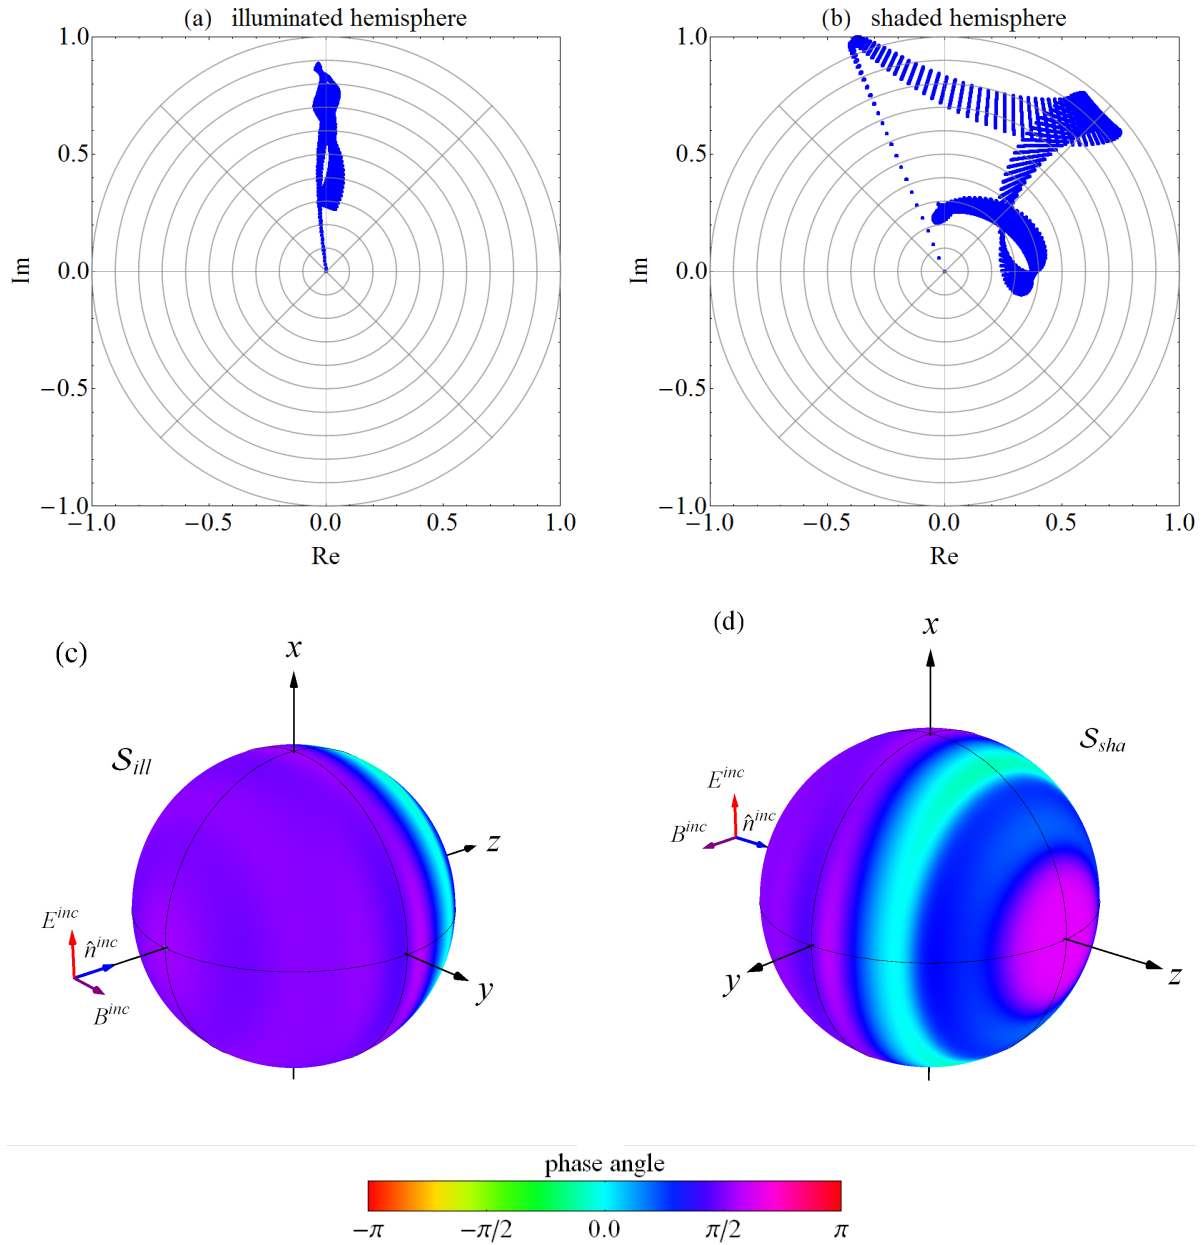 (a) illuminated hemisphere
(b) shaded hemisphere
1.0
0.5
0.0
−0.5
−1.0
Im
−1.0 −0.5 0.0 0.5 1.0
Re
1.0
0.5
0.0
−0.5
−1.0
Im
−1.0 −0.5 0.0 0.5 1.0
Re
(c)
x
𝒮ill
z
y
E^inc
n̂^inc
B^inc
(d)
x
𝒮sha
E^inc
B^inc
n̂^inc
y
z
phase angle
−π −π/2 0.0 π/2 π